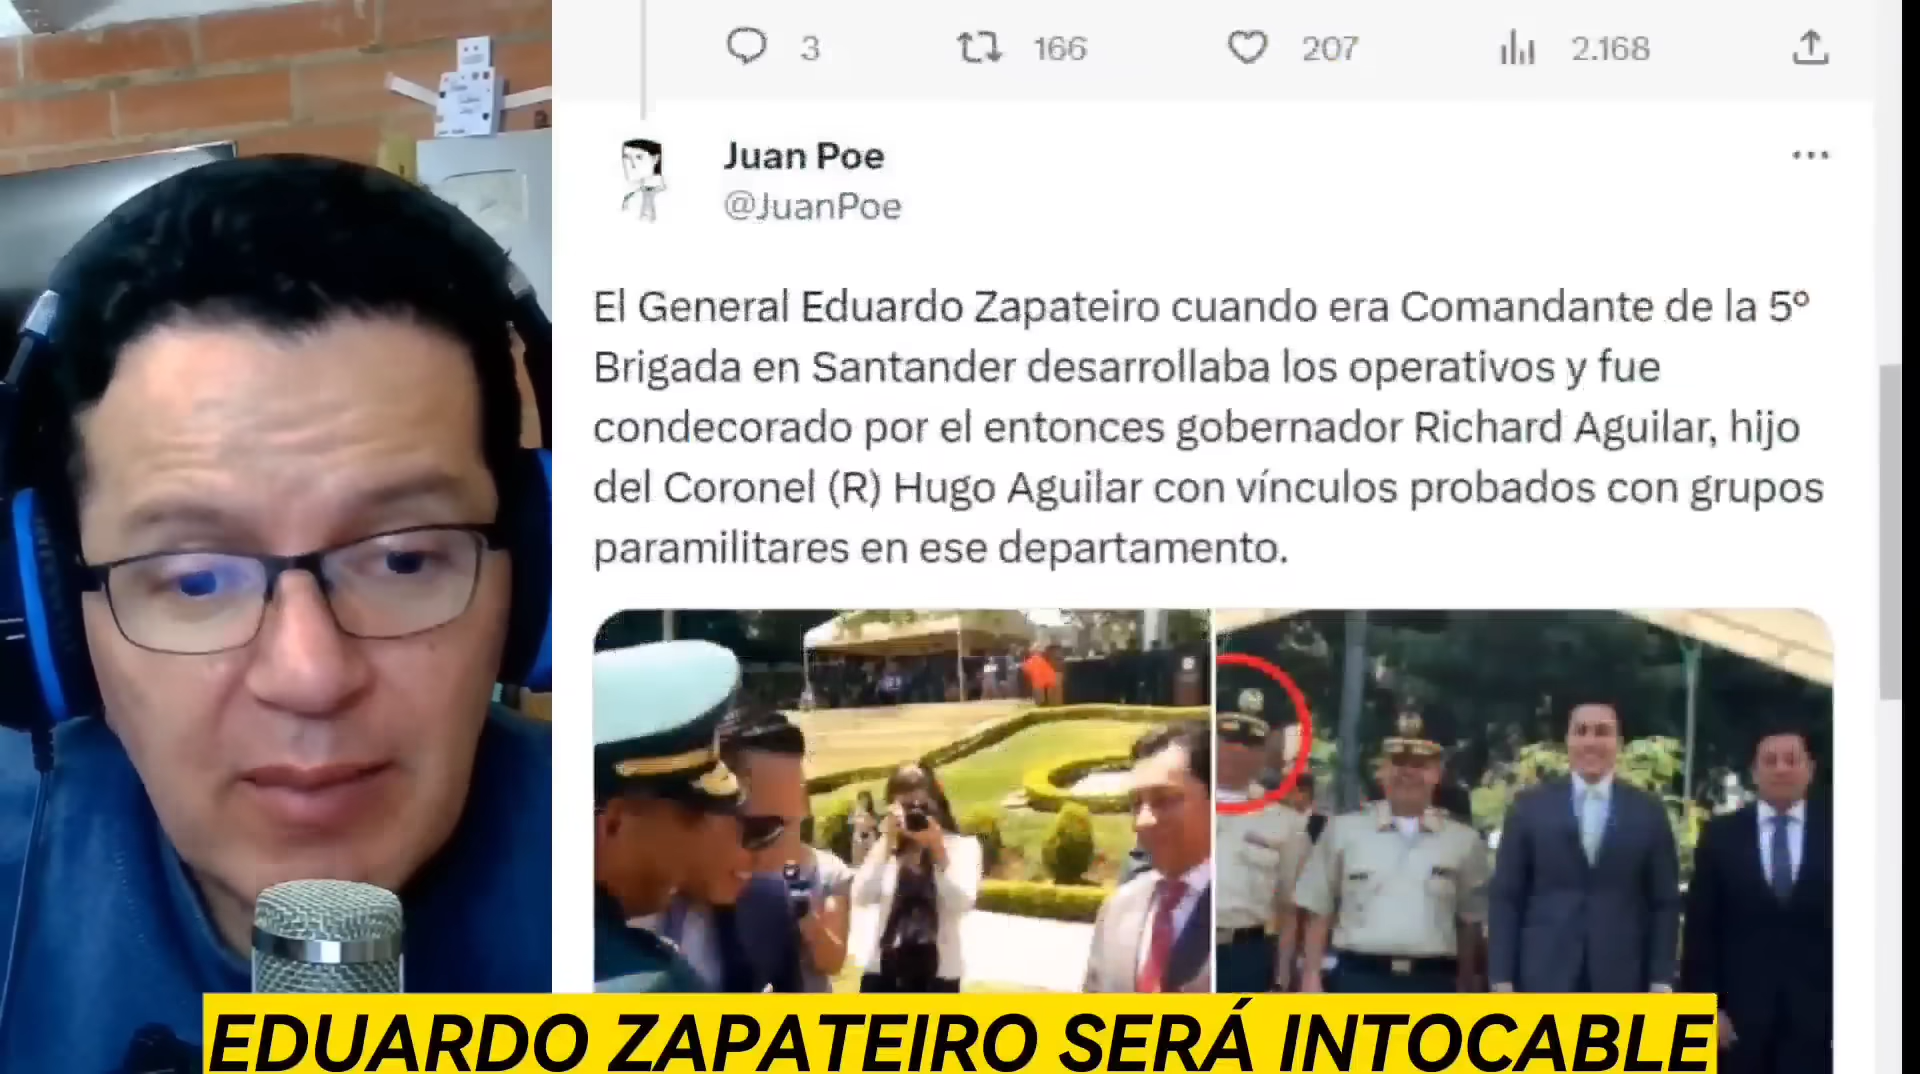 3 166 207 2.168
Juan Poe
@JuanPoe
El General Eduardo Zapateiro cuando era Comandante de la 5º
Brigada en Santander desarrollaba los operativos y fue
condecorado por el entonces gobernador Richard Aguilar, hijo
del Coronel (R) Hugo Aguilar con vínculos probados con grupos
paramilitares en ese departamento.
EDUARDO ZAPATEIRO SERÁ INTOCABLE